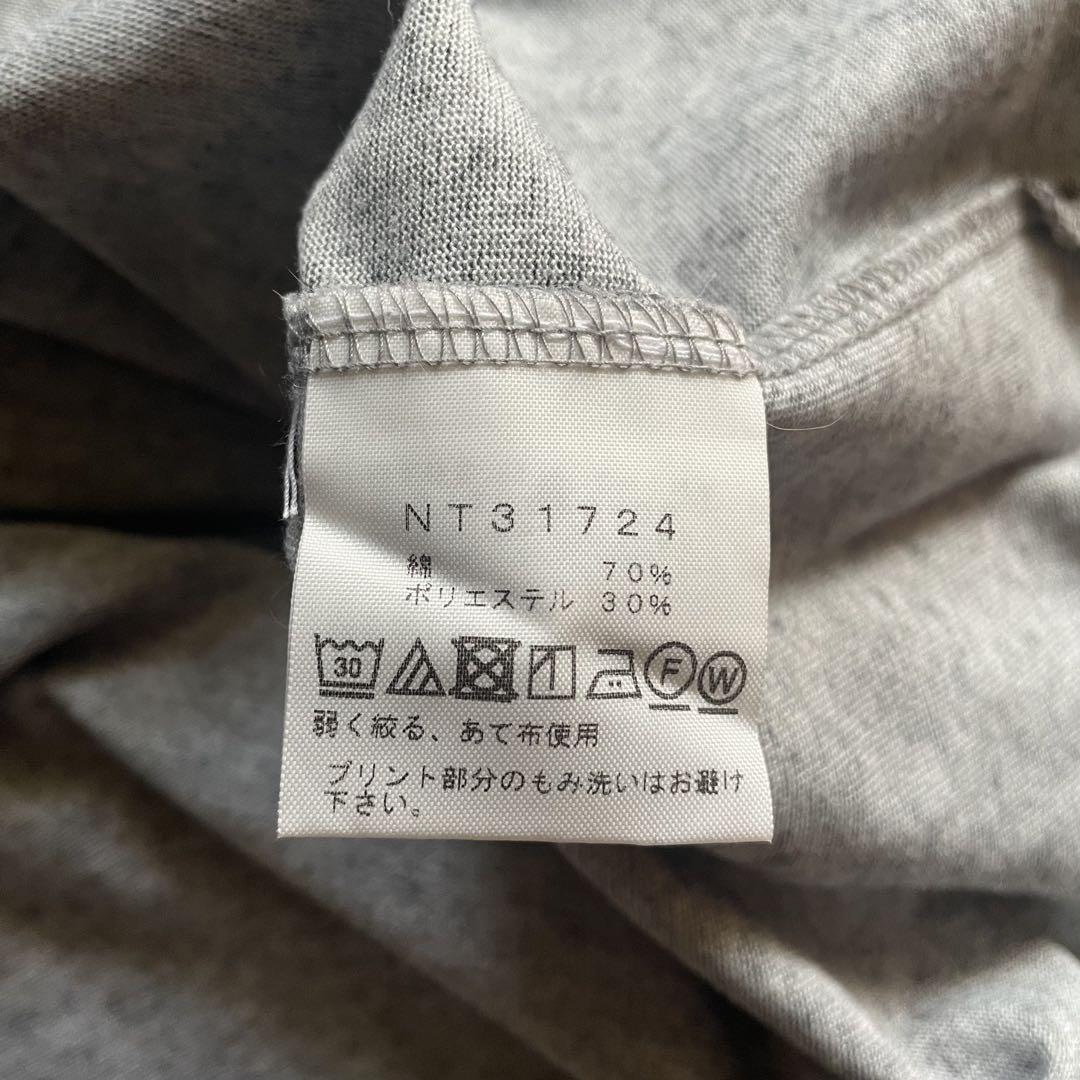 NT31724
綿 70%
ポリエステル 30%
30 F W
弱く絞る、あて布使用
プリント部分のもみ洗いはお避け
下さい。